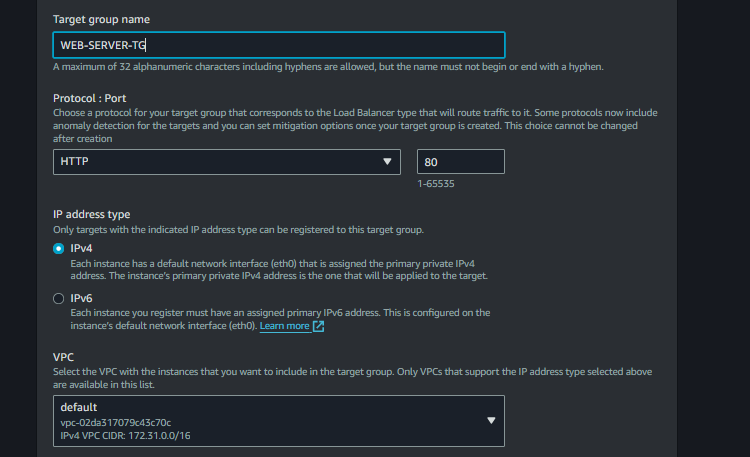 Target group name
WEB-SERVER-TG
A maximum of 32 alphanumeric characters including hyphens are allowed, but the name must not begin or end with a hyphen.
Protocol : Port
Choose a protocol for your target group that corresponds to the Load Balancer type that will route traffic to it. Some protocols now include
anomaly detection for the targets and you can set mitigation options once your target group is created. This choice cannot be changed
after creation
HTTP
80
1-65535
IP address type
Only targets with the indicated IP address type can be registered to this target group.
IPv4
Each instance has a default network interface (eth0) that is assigned the primary private IPv4
address. The instance's primary private IPv4 address is the one that will be applied to the target.
IPv6
Each instance you register must have an assigned primary IPv6 address. This is configured on the
instance's default network interface (eth0). Learn more
VPC
Select the VPC with the instances that you want to include in the target group. Only VPCs that support the IP address type selected above
are available in this list.
default
vpc-02da317079c43c70c
IPv4 VPC CIDR: 172.31.0.0/16